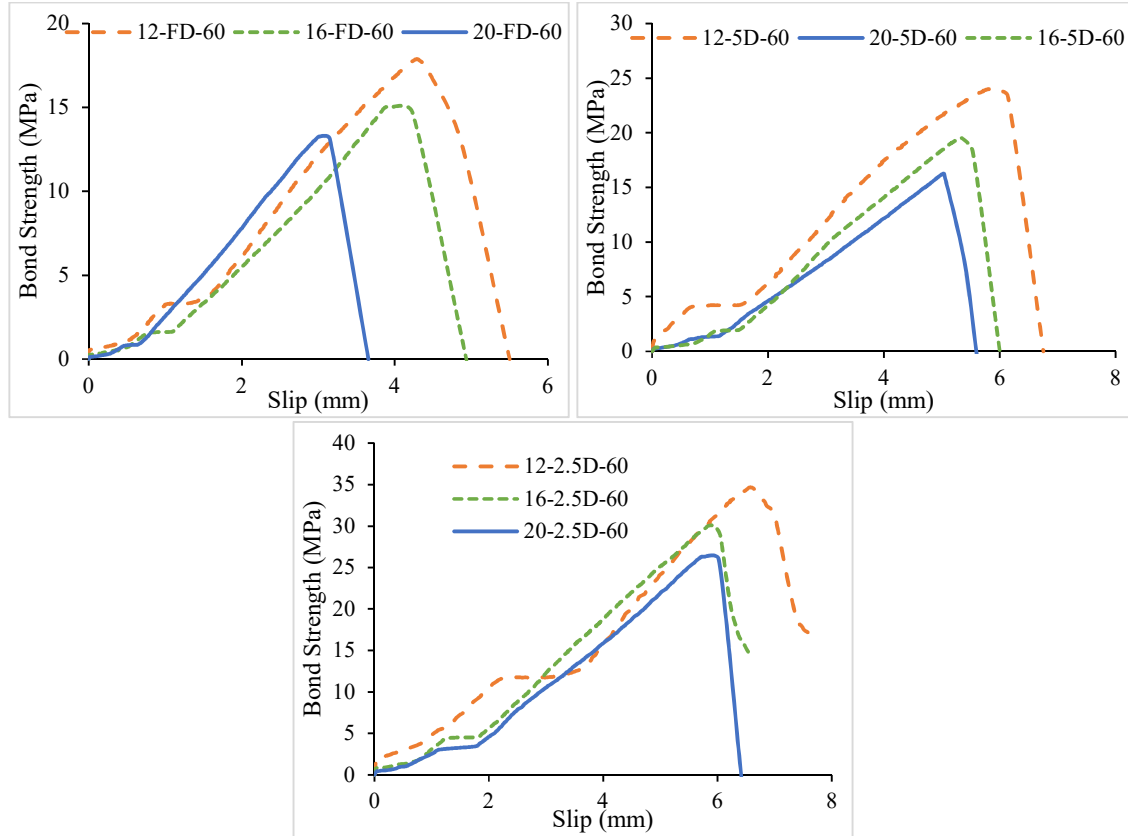 12-FD-60 16-FD-60 20-FD-60
Bond Strength (MPa)
20
15
10
5
0
0 2 4 6
Slip (mm)
12-5D-60 20-5D-60 16-5D-60
Bond Strength (MPa)
30
25
20
15
10
5
0
0 2 4 6 8
Slip (mm)
12-2.5D-60
16-2.5D-60
20-2.5D-60
Bond Strength (MPa)
40
35
30
25
20
15
10
5
0
0 2 4 6 8
Slip (mm)